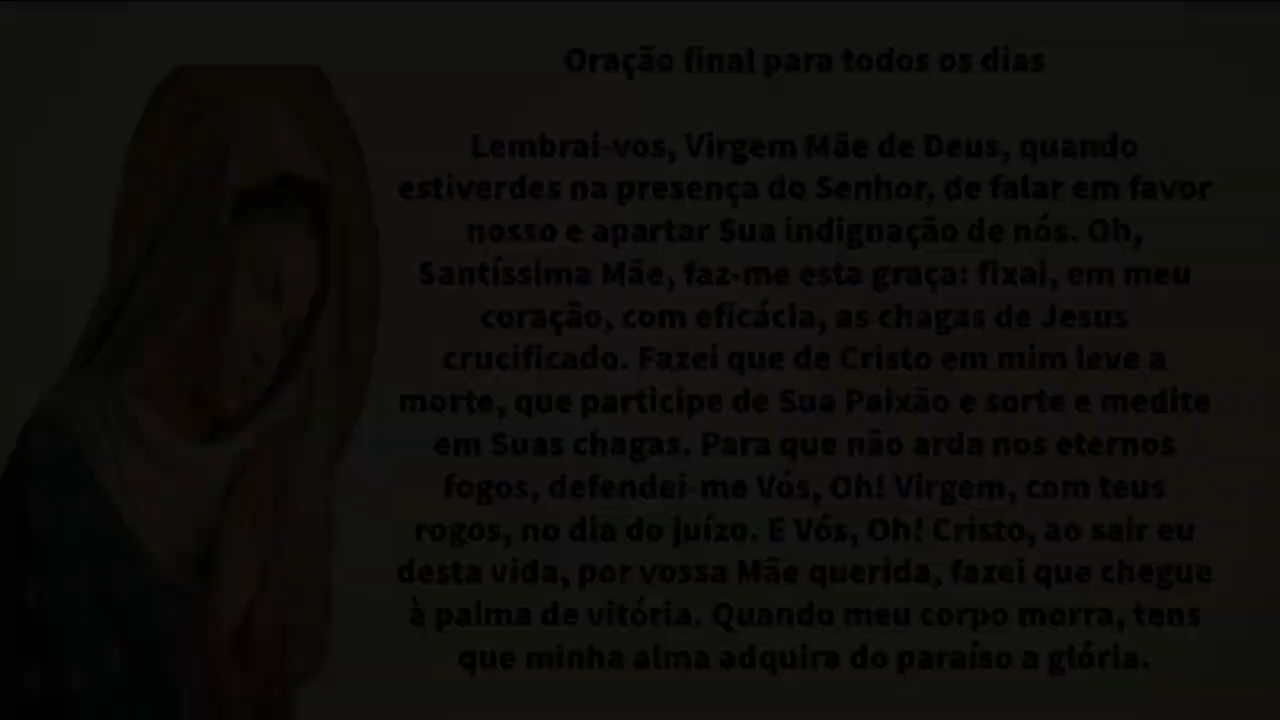 Oração final para todos os dias
Lembrai-vos, Virgem Mãe de Deus, quando
estiverdes na presença do Senhor, de falar em favor
nosso e apartar Sua indignação de nós. Oh,
Santíssima Mãe, faz-me esta graça: fixai, em meu
coração, com eficácia, as chagas de Jesus
crucificado. Fazei que de Cristo em mim leve a
morte, que participe de Sua Paixão e sorte e medite
em Suas chagas. Para que não arda nos eternos
fogos, defendei-me Vós, Oh! Virgem, com teus
rogos, no dia do juízo. E Vós, Oh! Cristo, ao sair eu
desta vida, por vossa Mãe querida, fazei que chegue
à palma de vitória. Quando meu corpo morra, tens
que minha alma adquira do paraíso a glória.